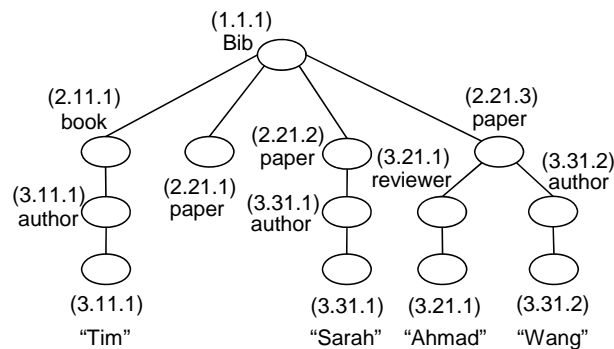 (1.1.1)
Bib
(2.11.1)
book
(2.21.1)
paper
(2.21.2)
paper
(2.21.3)
paper
(3.11.1)
author
(3.31.1)
author
(3.21.1)
reviewer
(3.31.2)
author
(3.11.1)
"Tim"
(3.31.1)
"Sarah"
(3.21.1)
"Ahmad"
(3.31.2)
"Wang"